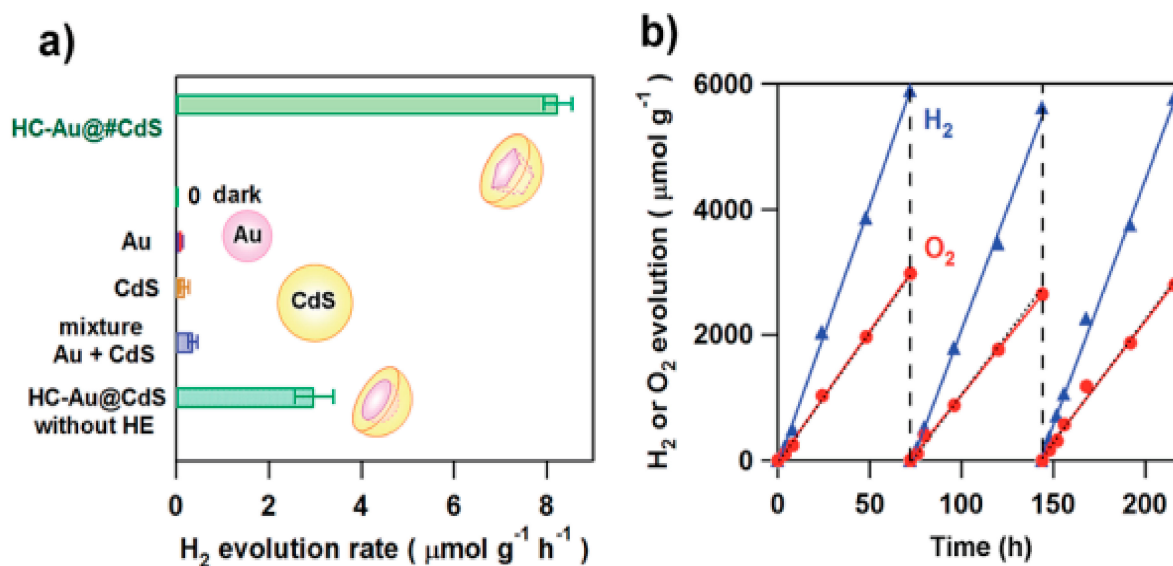 a)
HC-Au@#CdS
0 dark
Au
Au
CdS
CdS
mixture
Au + CdS
HC-Au@CdS
without HE
0 2 4 6 8
H₂ evolution rate ( μmol g⁻¹ h⁻¹ )
b)
H₂ or O₂ evolution ( μmol g⁻¹ )
6000
4000
2000
0
H₂
O₂
0 50 100 150 200
Time (h)